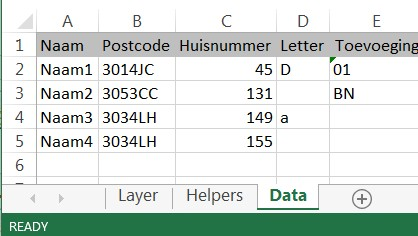 A B C D E
1 Naam Postcode Huisnummer Letter Toevoeging
2 Naam1 3014JC 45 D 01
3 Naam2 3053CC 131 BN
4 Naam3 3034LH 149 a
5 Naam4 3034LH 155
6
Layer Helpers Data
READY